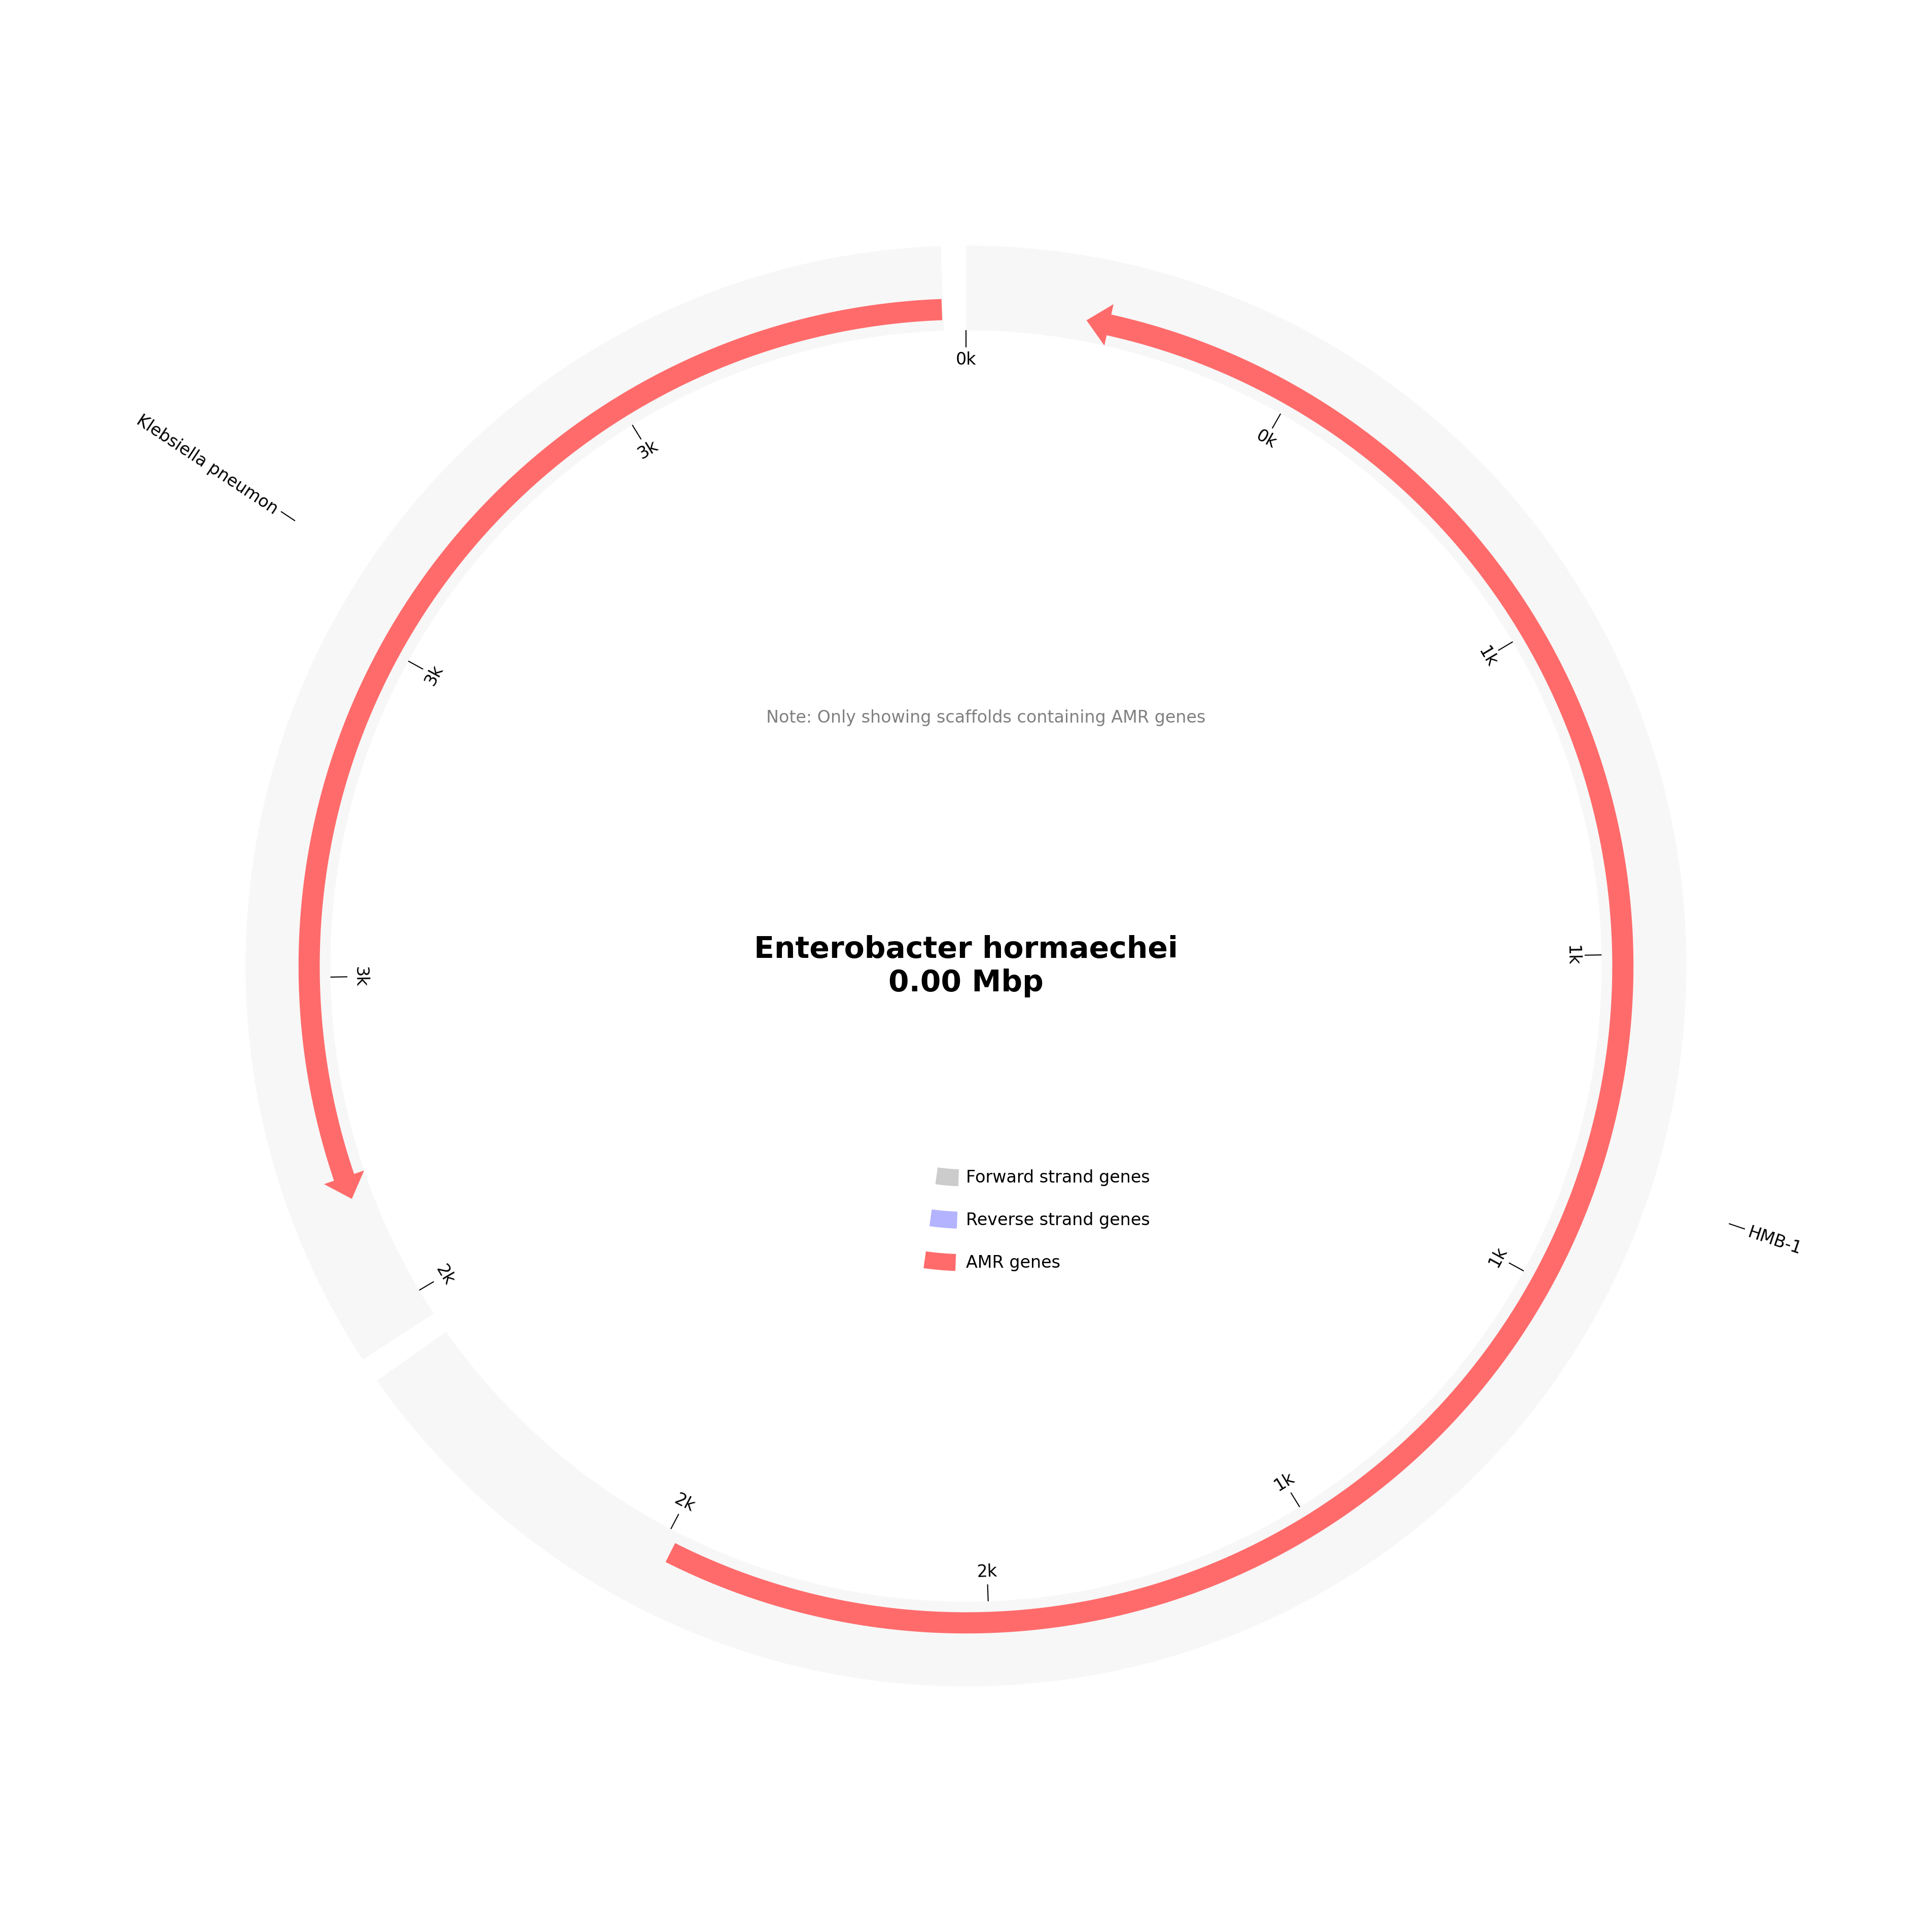 0k
0k
1k
1k
1k
1k
2k
2k
2k
3k
3k
3k
Klebsiella pneumon
HMB-1
Note: Only showing scaffolds containing AMR genes
Enterobacter hormaechei
0.00 Mbp
Forward strand genes
Reverse strand genes
AMR genes